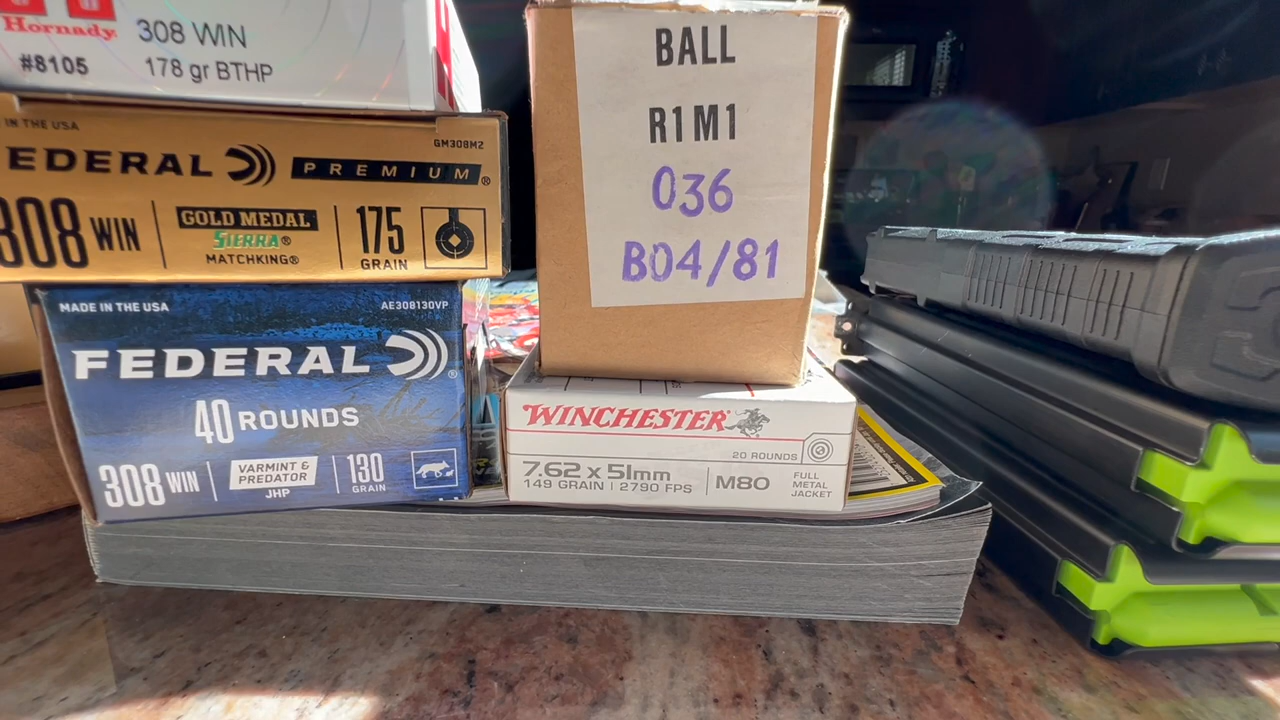 Hornady
308 WIN
#8105
178 gr BTHP
IN THE USA
GM308M2
FEDERAL PREMIUM®
308 WIN
GOLD MEDAL
SIERRA®
MATCHKING®
175
GRAIN
MADE IN THE USA
AE308130VP
FEDERAL®
40 ROUNDS
308 WIN
VARMINT &
PREDATOR
JHP
130
GRAIN
BALL
R1M1
036
B04/81
WINCHESTER
20 ROUNDS
7.62 x 51mm
149 GRAIN | 2790 FPS
M80
FULL
METAL
JACKET